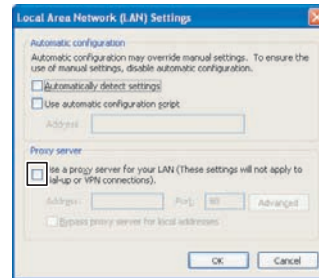 Local Area Network (LAN) Settings
Automatic configuration
Automatic configuration may override manual settings. To ensure the
use of manual settings, disable automatic configuration.
Automatically detect settings
Use automatic configuration script
Address
Proxy server
se a proxy server for your LAN (These settings will not apply to
ial-up or VPN connections).
Address: Port: 80 Advanced
Bypass proxy server for local addresses
OK Cancel